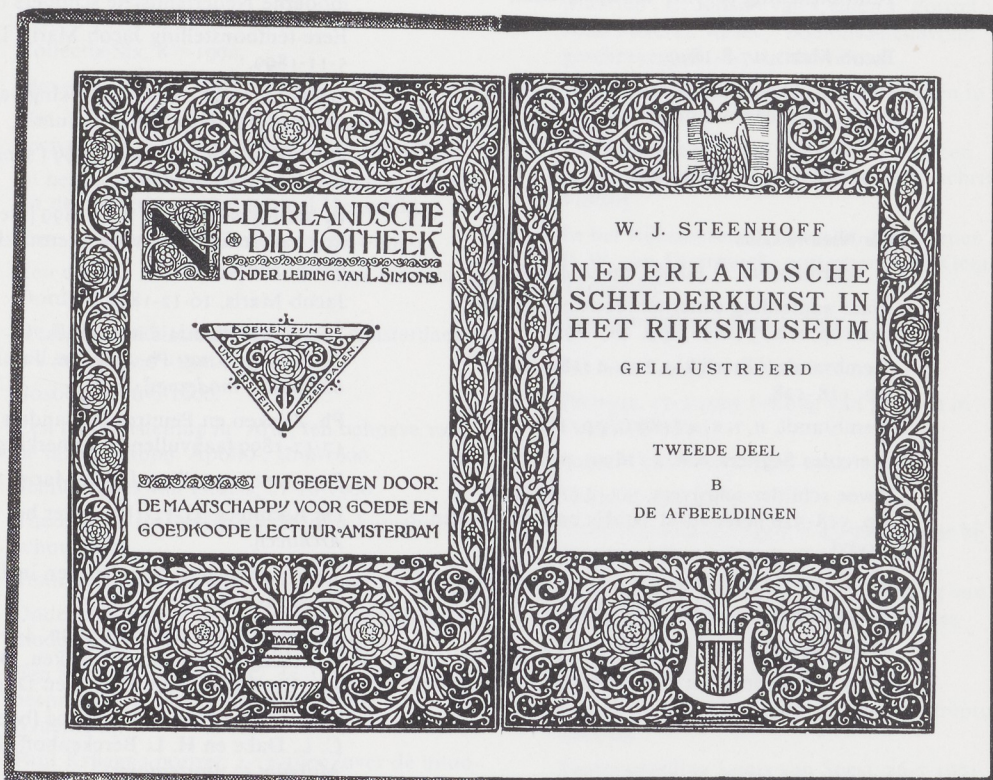 NEDERLANDSCHE
BIBLIOTHEEK
ONDER LEIDING VAN L. SIMONS.
BOEKEN ZIJN DE
UNIVERSITEIT
ONZER DAGEN
UITGEGEVEN DOOR:
DE MAATSCHAPPIJ VOOR GOEDE EN
GOEDKOOPE LECTUUR·AMSTERDAM
W. J. STEENHOFF
NEDERLANDSCHE
SCHILDERKUNST IN
HET RIJKSMUSEUM
GEILLUSTREERD
TWEEDE DEEL
B
DE AFBEELDINGEN